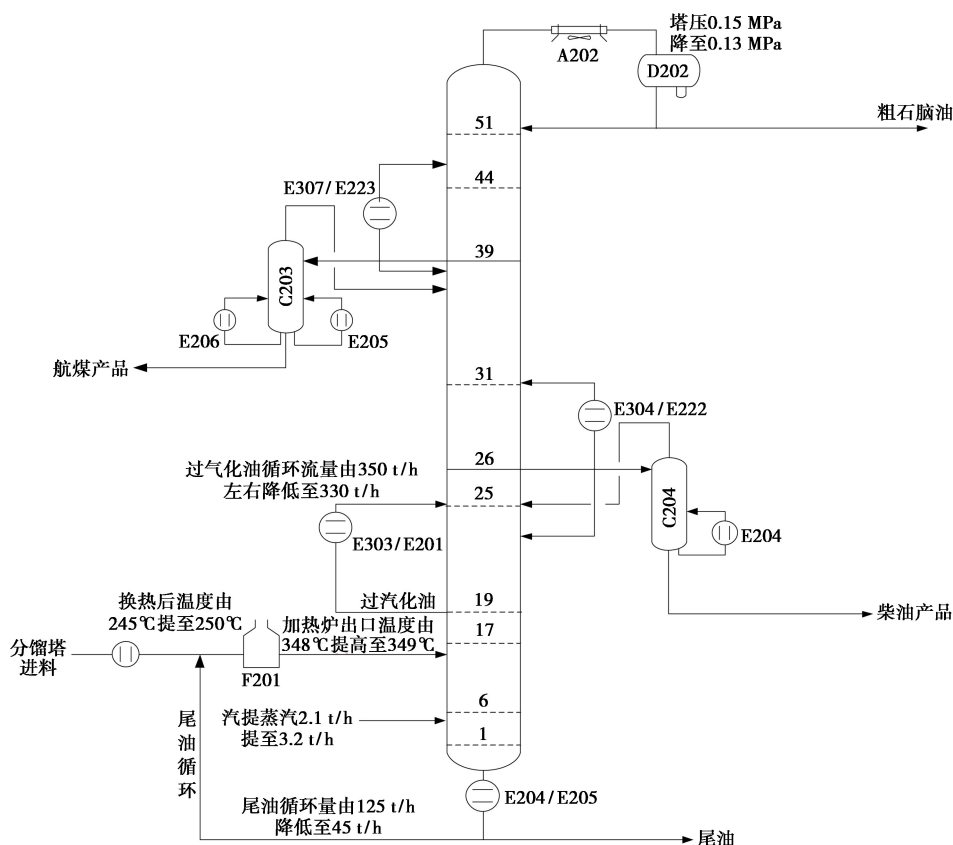 塔压0.15 MPa
降至0.13 MPa
A202
D202
粗石脑油
51
E307/E223
44
39
C203
E206
E205
航煤产品
31
E304/E222
过气化油循环流量由350 t/h
左右降低至330 t/h
26
25
C204
E303/E201
E204
换热后温度由
245℃提至250℃
过汽化油
19
柴油产品
加热炉出口温度由
348℃提高至349℃
17
分馏塔
进料
F201
6
汽提蒸汽2.1 t/h
提至3.2 t/h
1
尾油循环
E204/E205
尾油循环量由125 t/h
降低至45 t/h
尾油